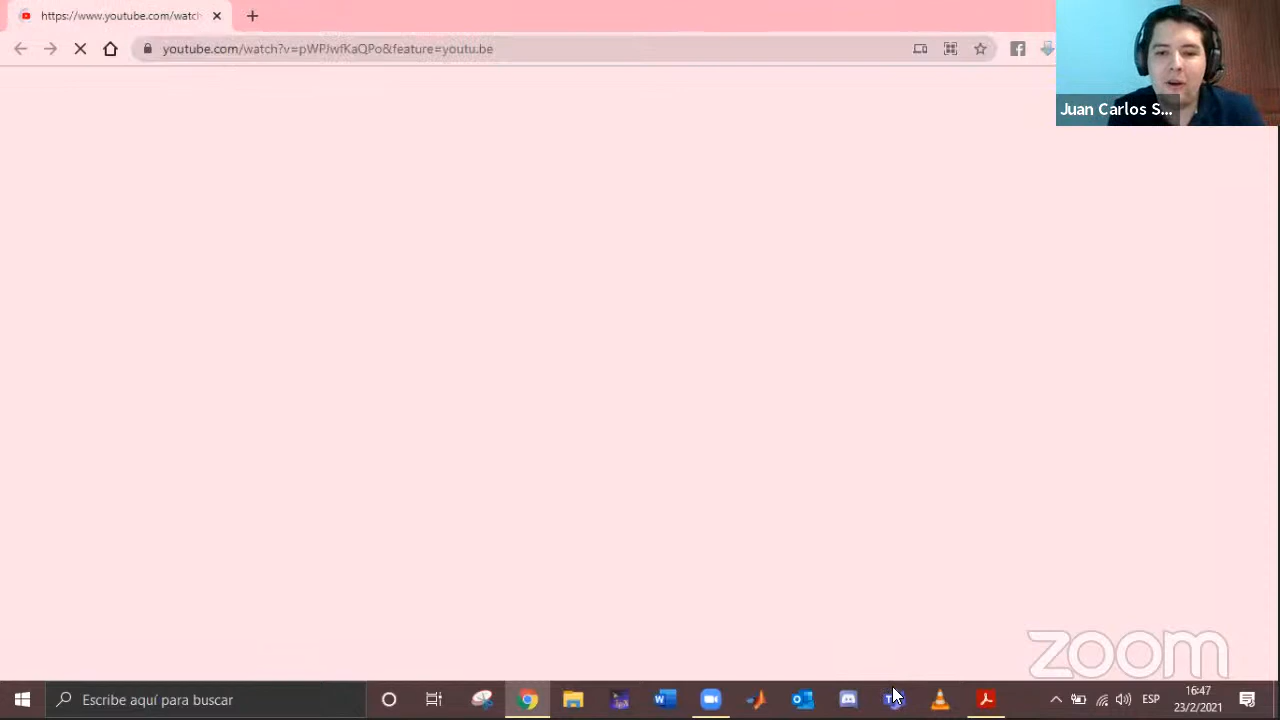 https://www.youtube.com/watch
youtube.com/watch?v=pWPJwfKaQPo&feature=youtu.be
Juan Carlos S...
zoom
Escribe aquí para buscar
ESP
16:47
23/2/2021